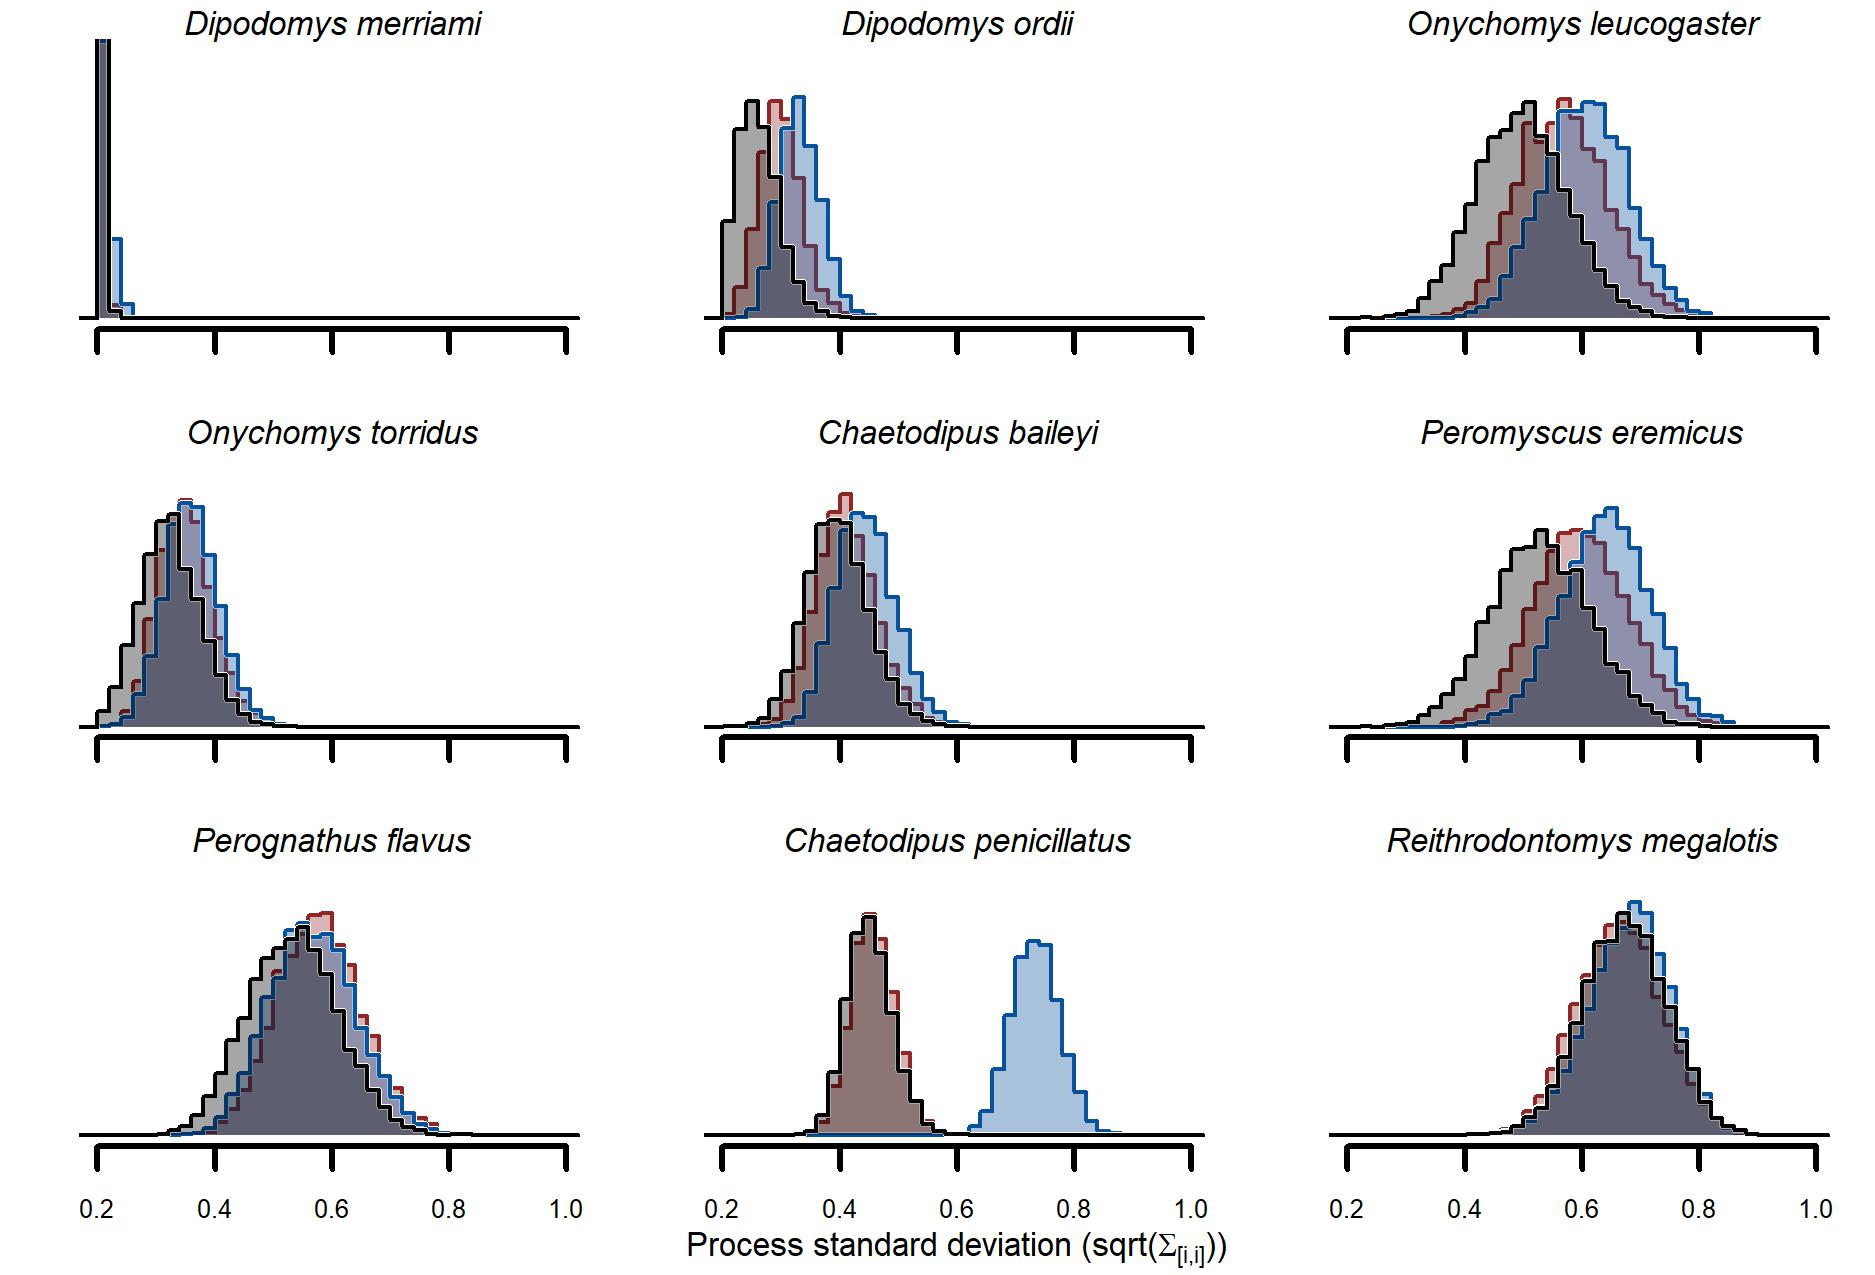 Dipodomys merriami
Dipodomys ordii
Onychomys leucogaster
Onychomys torridus
Chaetodipus baileyi
Peromyscus eremicus
Perognathus flavus
Chaetodipus penicillatus
Reithrodontomys megalotis
0.2 0.4 0.6 0.8 1.0
0.2 0.4 0.6 0.8 1.0
0.2 0.4 0.6 0.8 1.0
Process standard deviation (sqrt(Σ[i,i]))